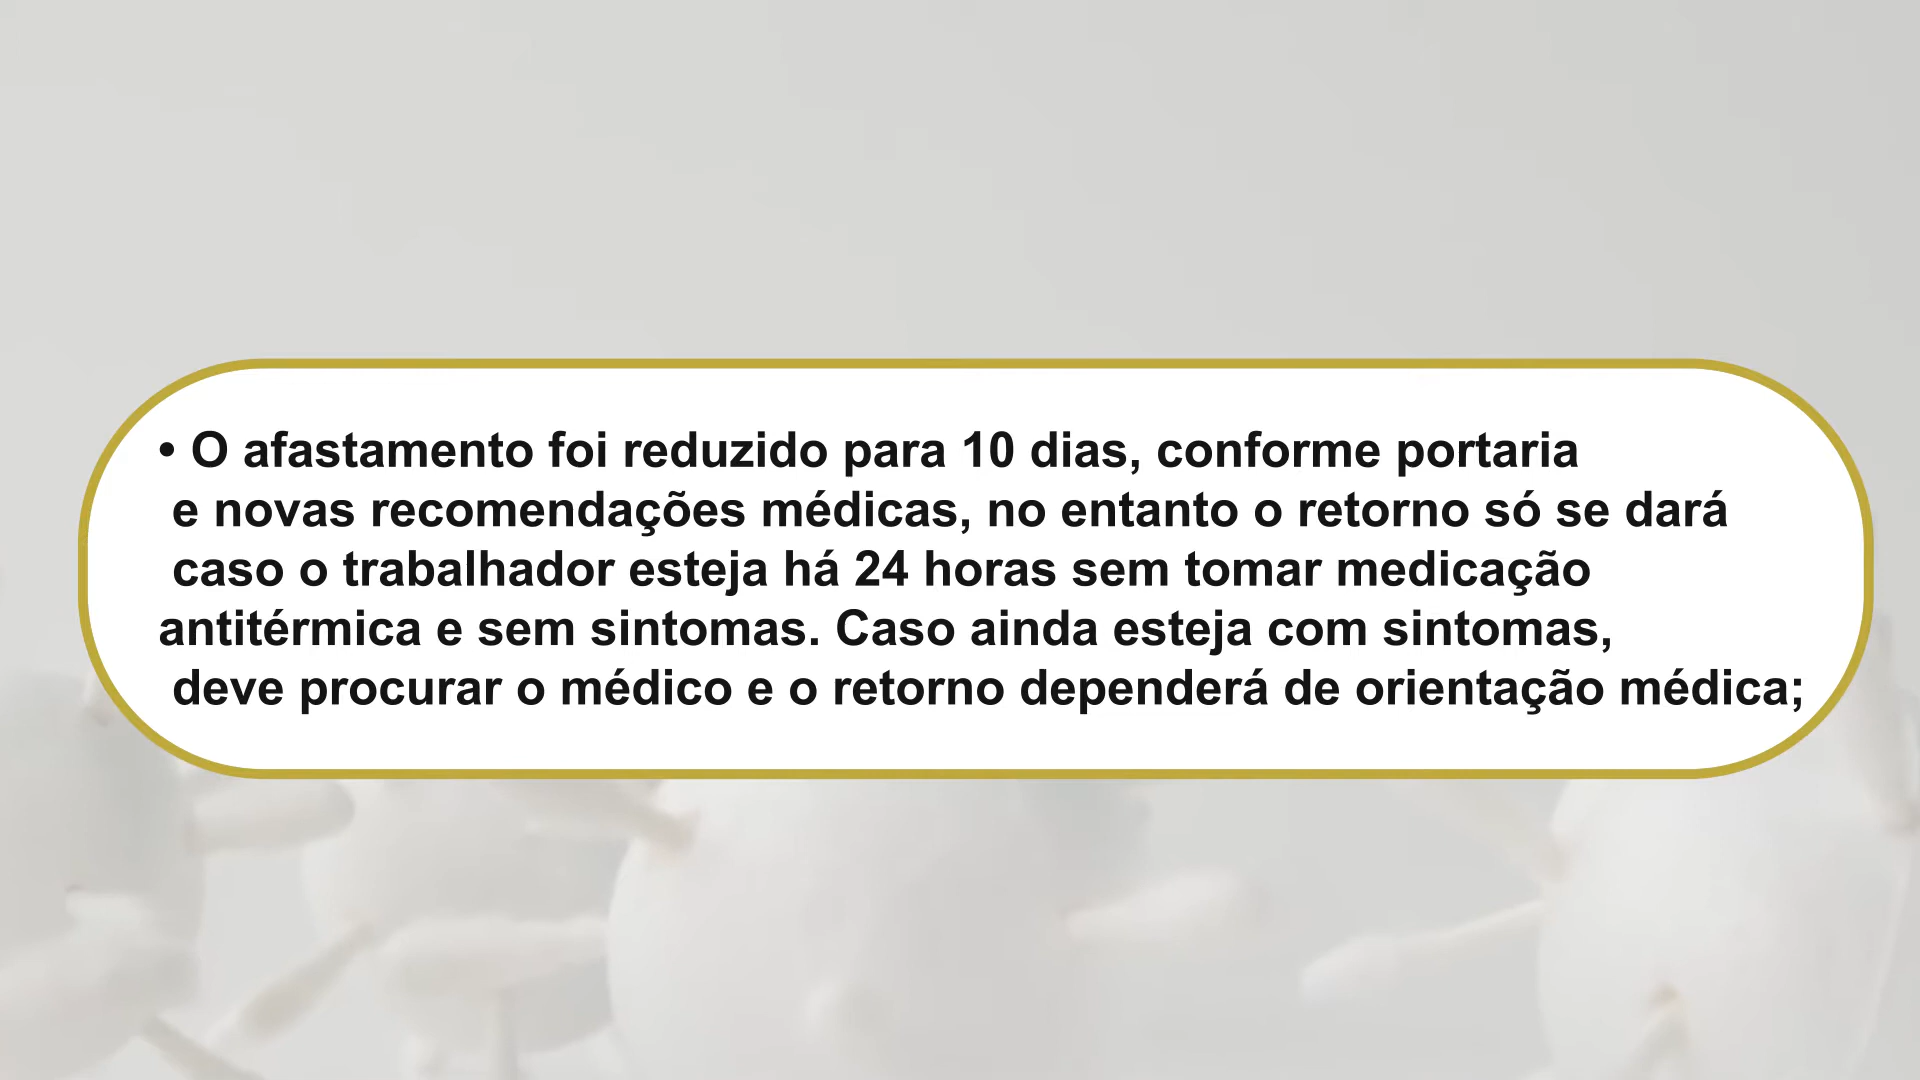 • O afastamento foi reduzido para 10 dias, conforme portaria
e novas recomendações médicas, no entanto o retorno só se dará
caso o trabalhador esteja há 24 horas sem tomar medicação
antitérmica e sem sintomas. Caso ainda esteja com sintomas,
deve procurar o médico e o retorno dependerá de orientação médica;